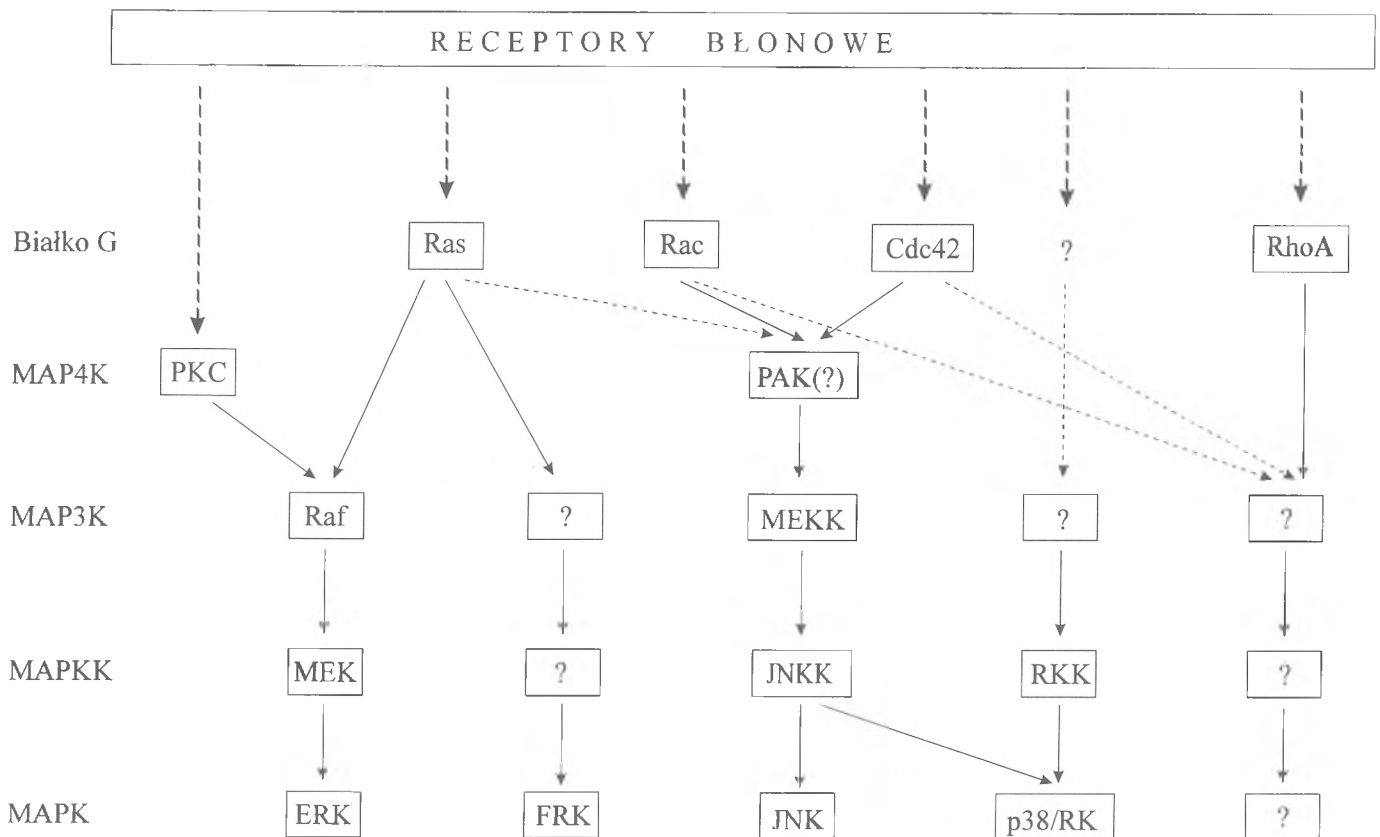 RECEPTORY BŁONOWE
Białko G Ras Rac Cdc42 ? RhoA
MAP4K PKC PAK(?)
MAP3K Raf ? MEKK ? ?
MAPKK MEK ? JNKK RKK ?
MAPK ERK FRK JNK p38/RK ?